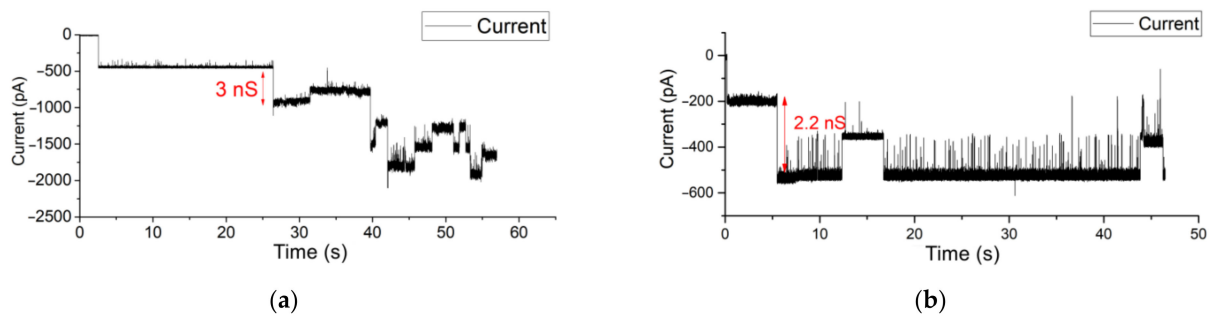 Current
0
−500
−1000
−1500
−2000
−2500
Current (pA)
3 nS
0 10 20 30 40 50 60
Time (s)
(a)
Current
0
−200
−400
−600
Current (pA)
2.2 nS
0 10 20 30 40 50
Time (s)
(b)